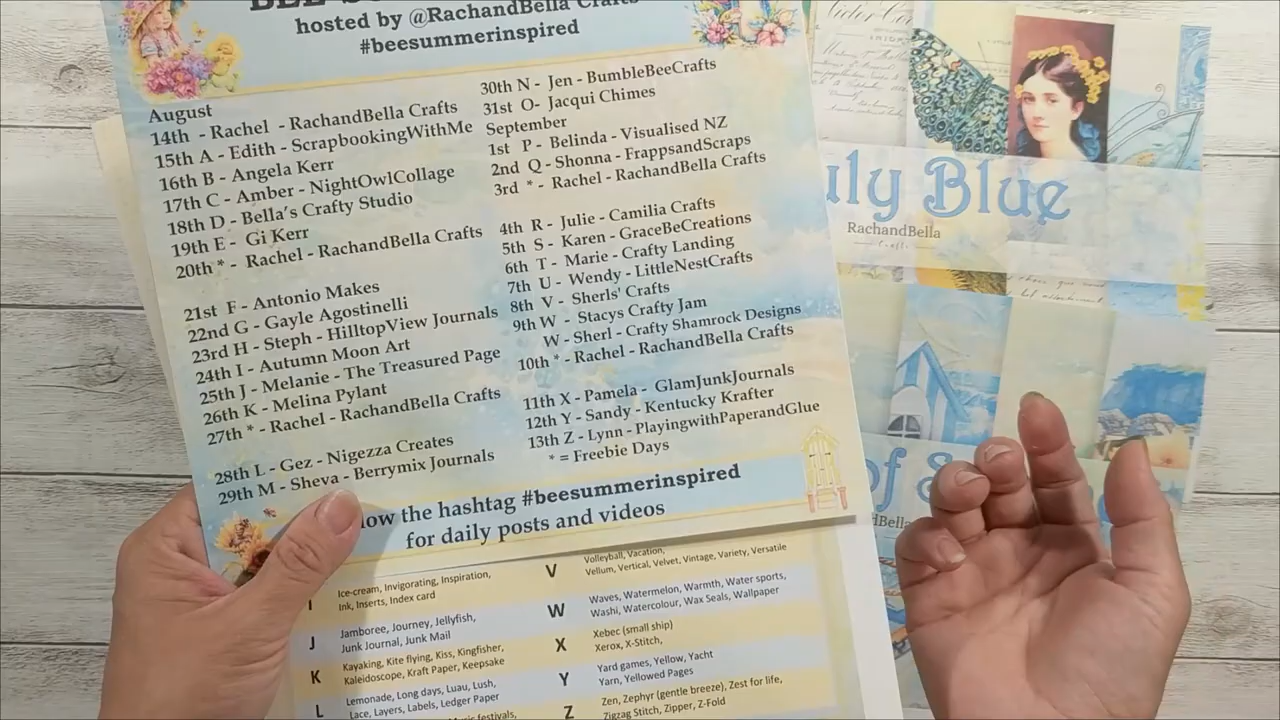 hosted by @RachandBella Crafts
#beesummerinspired
August
14th - Rachel - RachandBella Crafts
15th A - Edith - ScrapbookingWithMe
16th B - Angela Kerr
17th C - Amber - NightOwlCollage
18th D - Bella's Crafty Studio
19th E - Gi Kerr
20th * - Rachel - RachandBella Crafts
21st F - Antonio Makes
22nd G - Gayle Agostinelli
23rd H - Steph - HilltopView Journals
24th I - Autumn Moon Art
25th J - Melanie - The Treasured Page
26th K - Melina Pylant
27th * - Rachel - RachandBella Crafts
28th L - Gez - Nigezza Creates
29th M - Sheva - Berrymix Journals
30th N - Jen - BumbleBeeCrafts
31st O- Jacqui Chimes
September
1st P - Belinda - Visualised NZ
2nd Q - Shonna - FrappsandScraps
3rd * - Rachel - RachandBella Crafts
4th R - Julie - Camilia Crafts
5th S - Karen - GraceBeCreations
6th T - Marie - Crafty Landing
7th U - Wendy - LittleNestCrafts
8th V - Sherls' Crafts
9th W - Stacys Crafty Jam
W - Sherl - Crafty Shamrock Designs
10th * - Rachel - RachandBella Crafts
11th X - Pamela - GlamJunkJournals
12th Y - Sandy - Kentucky Krafter
13th Z - Lynn - PlayingwithPaperandGlue
* = Freebie Days
the hashtag #beesummerinspired
for daily posts and videos
I Ice-cream, Invigorating, Inspiration,
Ink, Inserts, Index card
J Jamboree, Journey, Jellyfish,
Junk Journal, Junk Mail
K Kayaking, Kite flying, Kiss, Kingfisher,
Kaleidoscope, Kraft Paper, Keepsake
L Lemonade, Long days, Luau, Lush,
Lace, Layers, Labels, Ledger Paper
festivals,
V Volleyball, Vacation,
Vellum, Vertical, Velvet, Vintage, Variety, Versatile
W Waves, Watermelon, Warmth, Water sports,
Washi, Watercolour, Wax Seals, Wallpaper
X Xebec (small ship)
Xerox, X-Stitch,
Y Yard games, Yellow, Yacht
Yarn, Yellowed Pages
Z Zen, Zephyr (gentle breeze), Zest for life,
Zigzag Stitch, Zipper, Z-Fold
uly Blue
RachandBella
Crafts
of S